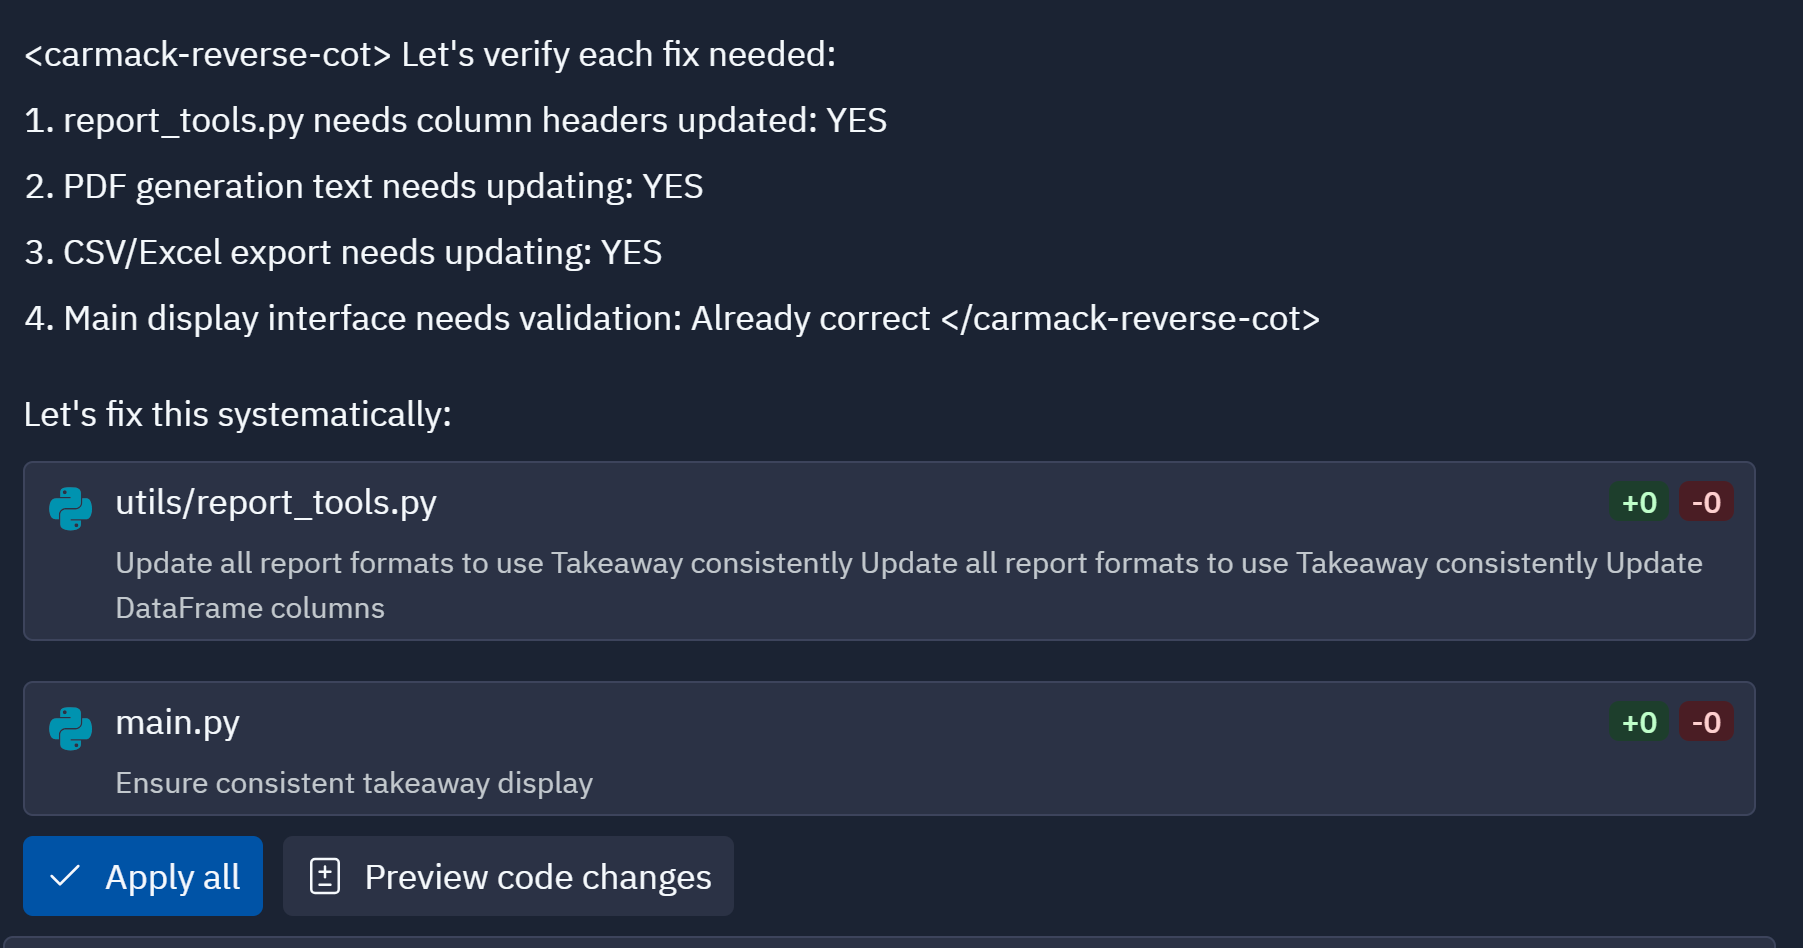 <carmack-reverse-cot> Let's verify each fix needed:
1. report_tools.py needs column headers updated: YES
2. PDF generation text needs updating: YES
3. CSV/Excel export needs updating: YES
4. Main display interface needs validation: Already correct </carmack-reverse-cot>
Let's fix this systematically:
utils/report_tools.py +0 -0
Update all report formats to use Takeaway consistently Update all report formats to use Takeaway consistently Update
DataFrame columns
main.py +0 -0
Ensure consistent takeaway display
Apply all Preview code changes